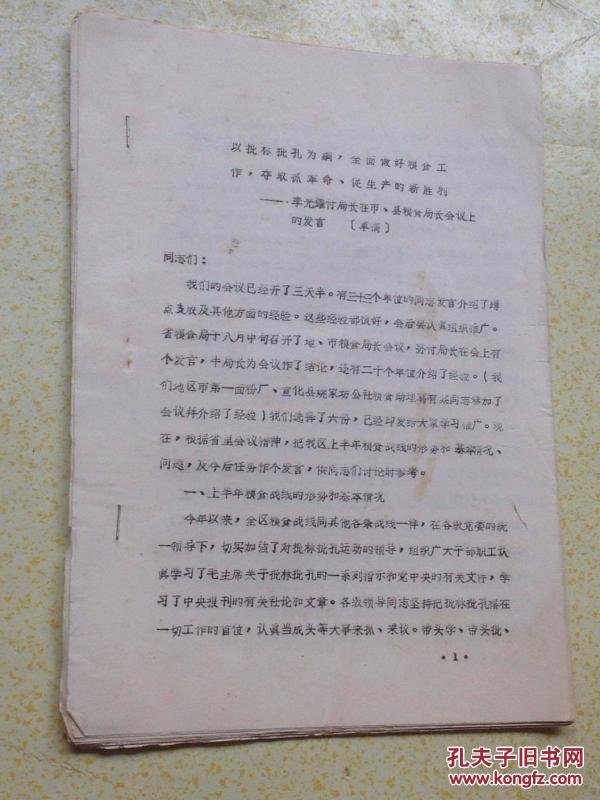 以批林批孔为纲，全面做好粮食工
作，夺取抓革命、促生产的新胜利
——李光耀付局长在市、县粮食局长会议上
的发言 〔草稿〕
同志们：
我们的会议已经开了三天半。有三十三个单位的同志发言介绍了增
点支股及其他方面的经验。这些经验都很好，会后要认真组织推广。
省粮食局于八月中旬召开了地、市粮食局长会议，孙付局长在会上有
个发言，牛局长为会议作了结论，还有二十个单位介绍了经验。（我
们地区市第一面粉厂、宣化县姚家坊公社粮食助理蒋有来同志参加了
会议并介绍了经验）我们选择了六份，已经印发给大家学习推广。现
在，根据省里会议精神，把我区上半年粮食战线的形势和基本情况、
问题，及今后任务作个发言，供同志们讨论时参考。
一、上半年粮食战线的形势和基本情况
今年以来，全区粮食战线同其他各条战线一样，在各级党委的统
一领导下，切实加强了对批林批孔运动的领导，组织广大干部职工认
真学习了毛主席关于批林批孔的一系列指示和党中央的有关文件，学
习了中央报刊的有关社论和文章。各级领导同志坚持把批林批孔摆在
一切工作的首位，认真当成头等大事来抓、来议。带头学、带头批、
·1·
孔夫子旧书网
www.kongfz.com